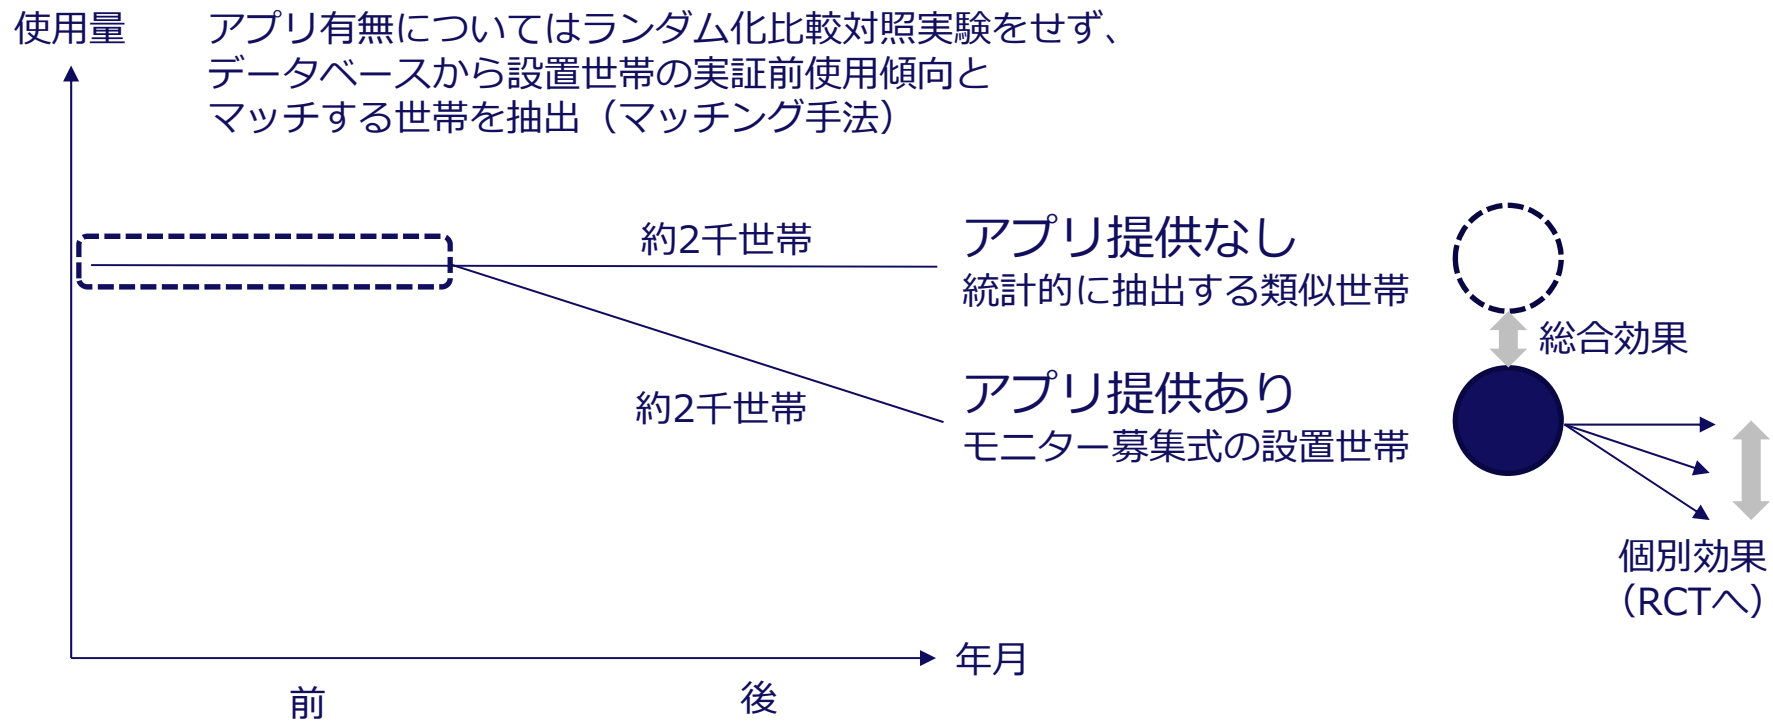 使用量
アプリ有無についてはランダム化比較対照実験をせず、
データベースから設置世帯の実証前使用傾向と
マッチする世帯を抽出（マッチング手法）
約2千世帯
アプリ提供なし
統計的に抽出する類似世帯
総合効果
約2千世帯
アプリ提供あり
モニター募集式の設置世帯
個別効果
（RCTへ）
年月
前
後